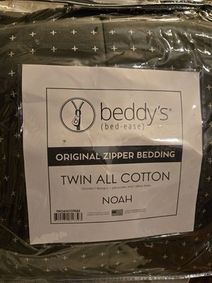 beddy's®
(bed-ease)
ORIGINAL ZIPPER BEDDING
TWIN ALL COTTON
NOAH